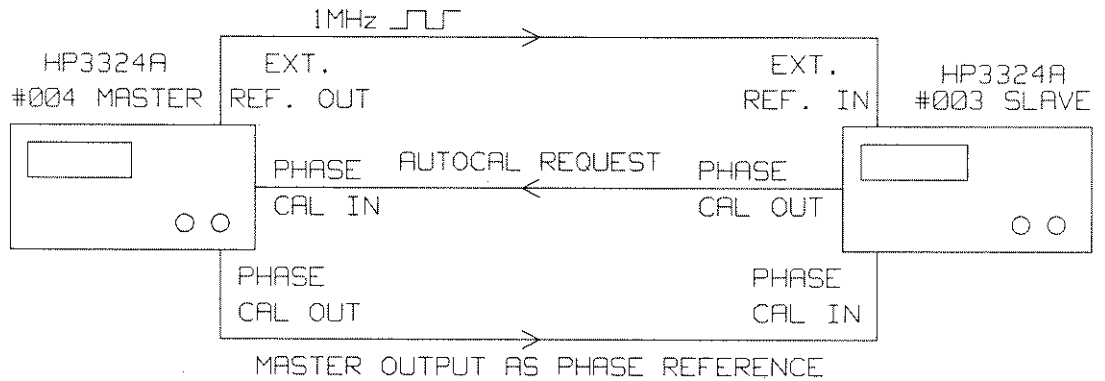 1MHz
HP3324A
#004 MASTER
EXT.
REF. OUT
EXT.
REF. IN
HP3324A
#003 SLAVE
PHASE
CAL IN
AUTOCAL REQUEST
PHASE
CAL OUT
PHASE
CAL OUT
PHASE
CAL IN
MASTER OUTPUT AS PHASE REFERENCE